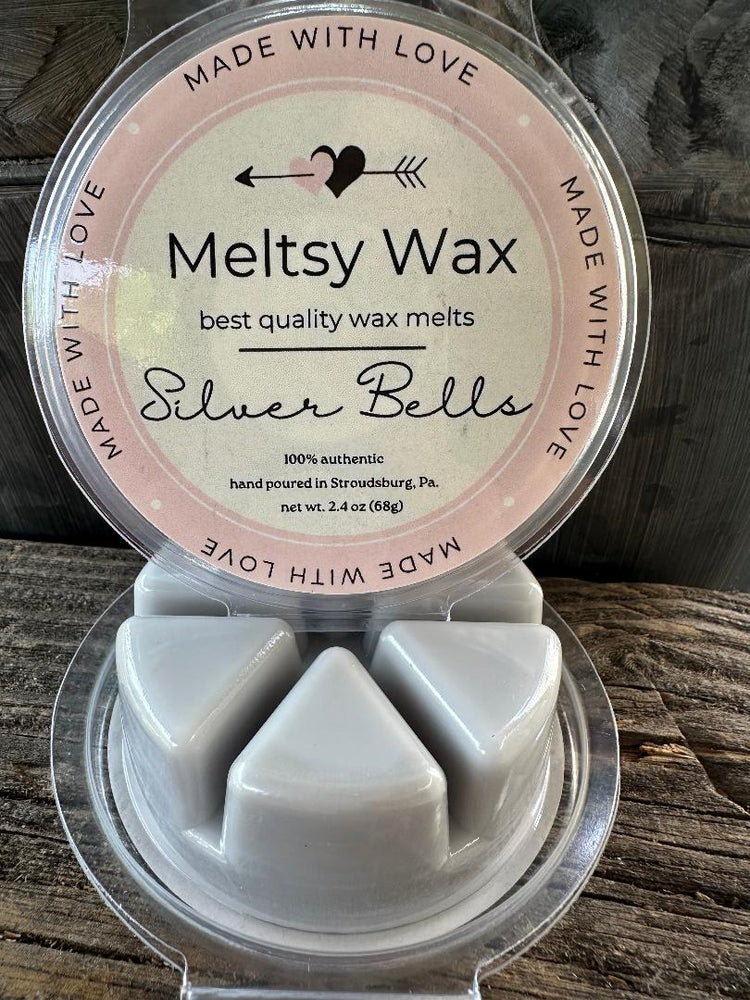 MADE WITH LOVE
MADE WITH LOVE
MADE WITH LOVE
Meltsy Wax
best quality wax melts
Silver Bells
100% authentic
hand poured in Stroudsburg, Pa.
net wt. 2.4 oz (68g)
MADE WITH LOVE